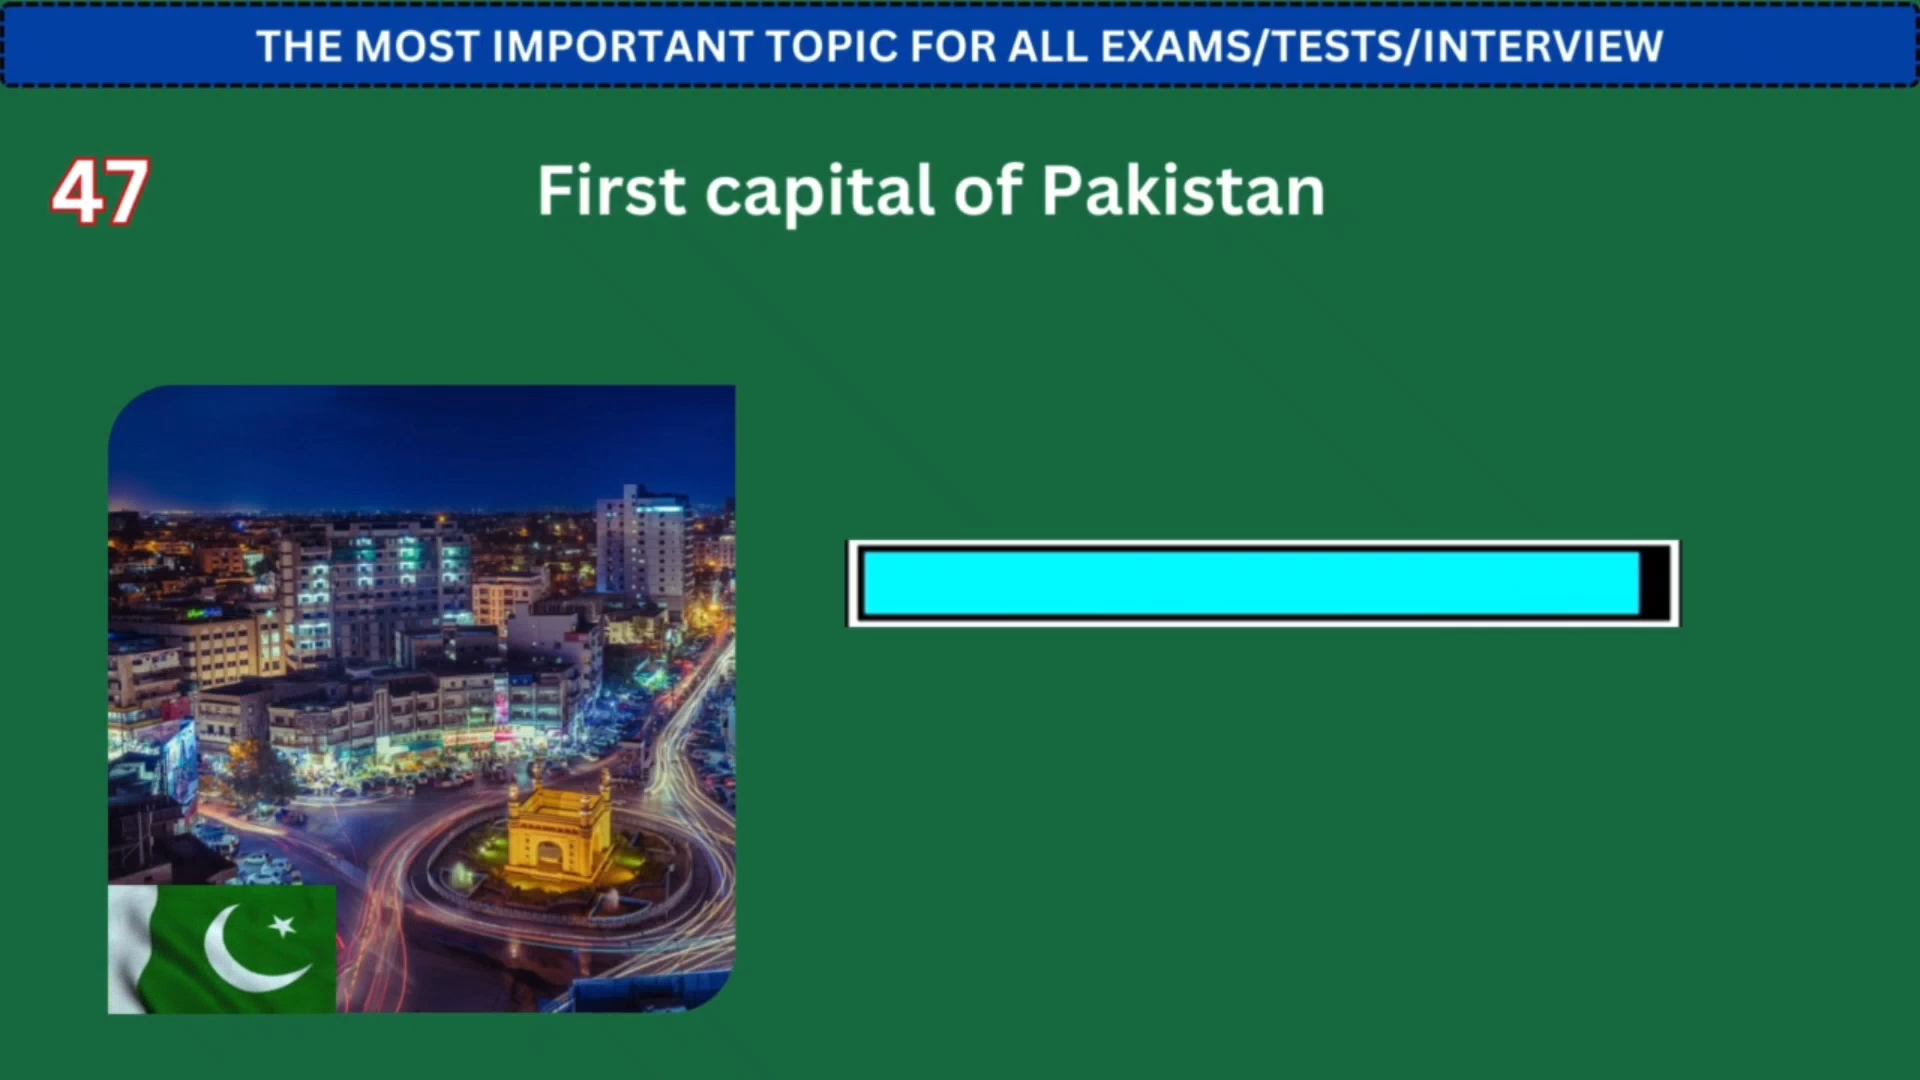 THE MOST IMPORTANT TOPIC FOR ALL EXAMS/TESTS/INTERVIEW
47
First capital of Pakistan